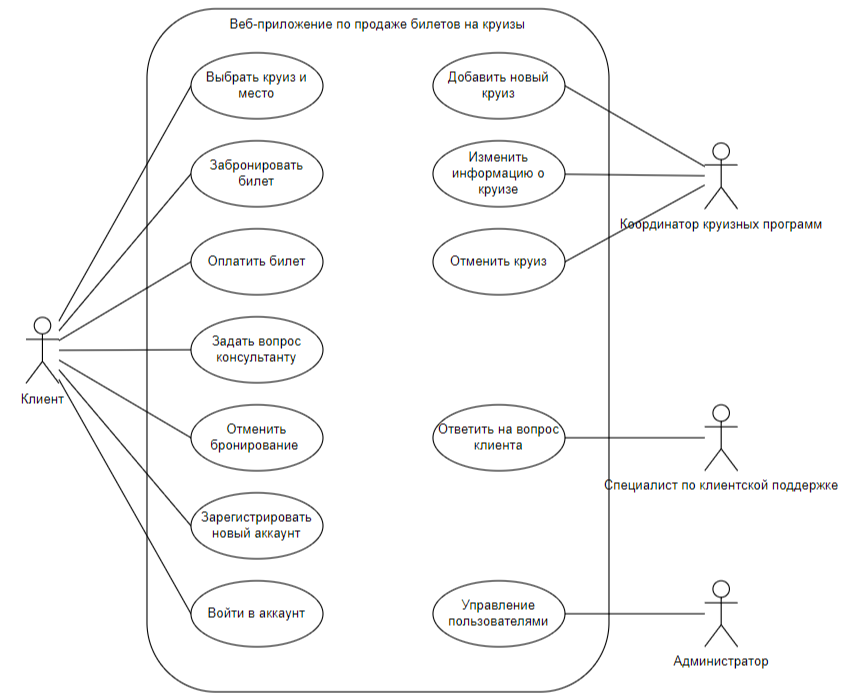 Веб-приложение по продаже билетов на круизы
Выбрать круиз и
место
Забронировать
билет
Оплатить билет
Задать вопрос
консультанту
Отменить
бронирование
Зарегистрировать
новый аккаунт
Войти в аккаунт
Добавить новый
круиз
Изменить
информацию о
круизе
Отменить круиз
Ответить на вопрос
клиента
Управление
пользователями
Клиент
Координатор круизных программ
Специалист по клиентской поддержке
Администратор